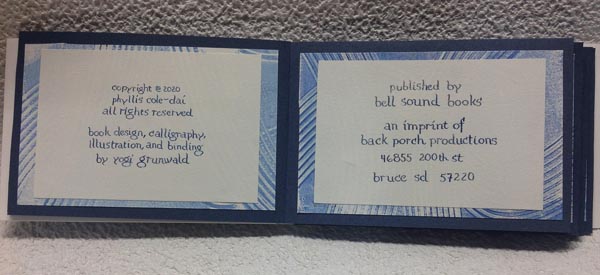 copyright © 2020
phyllis cole-dai
all rights reserved
book design, calligraphy,
illustration, and binding
by yogi grunwald
published by
bell sound books
an imprint of
back porch productions
46855 200th st
bruce sd 57220